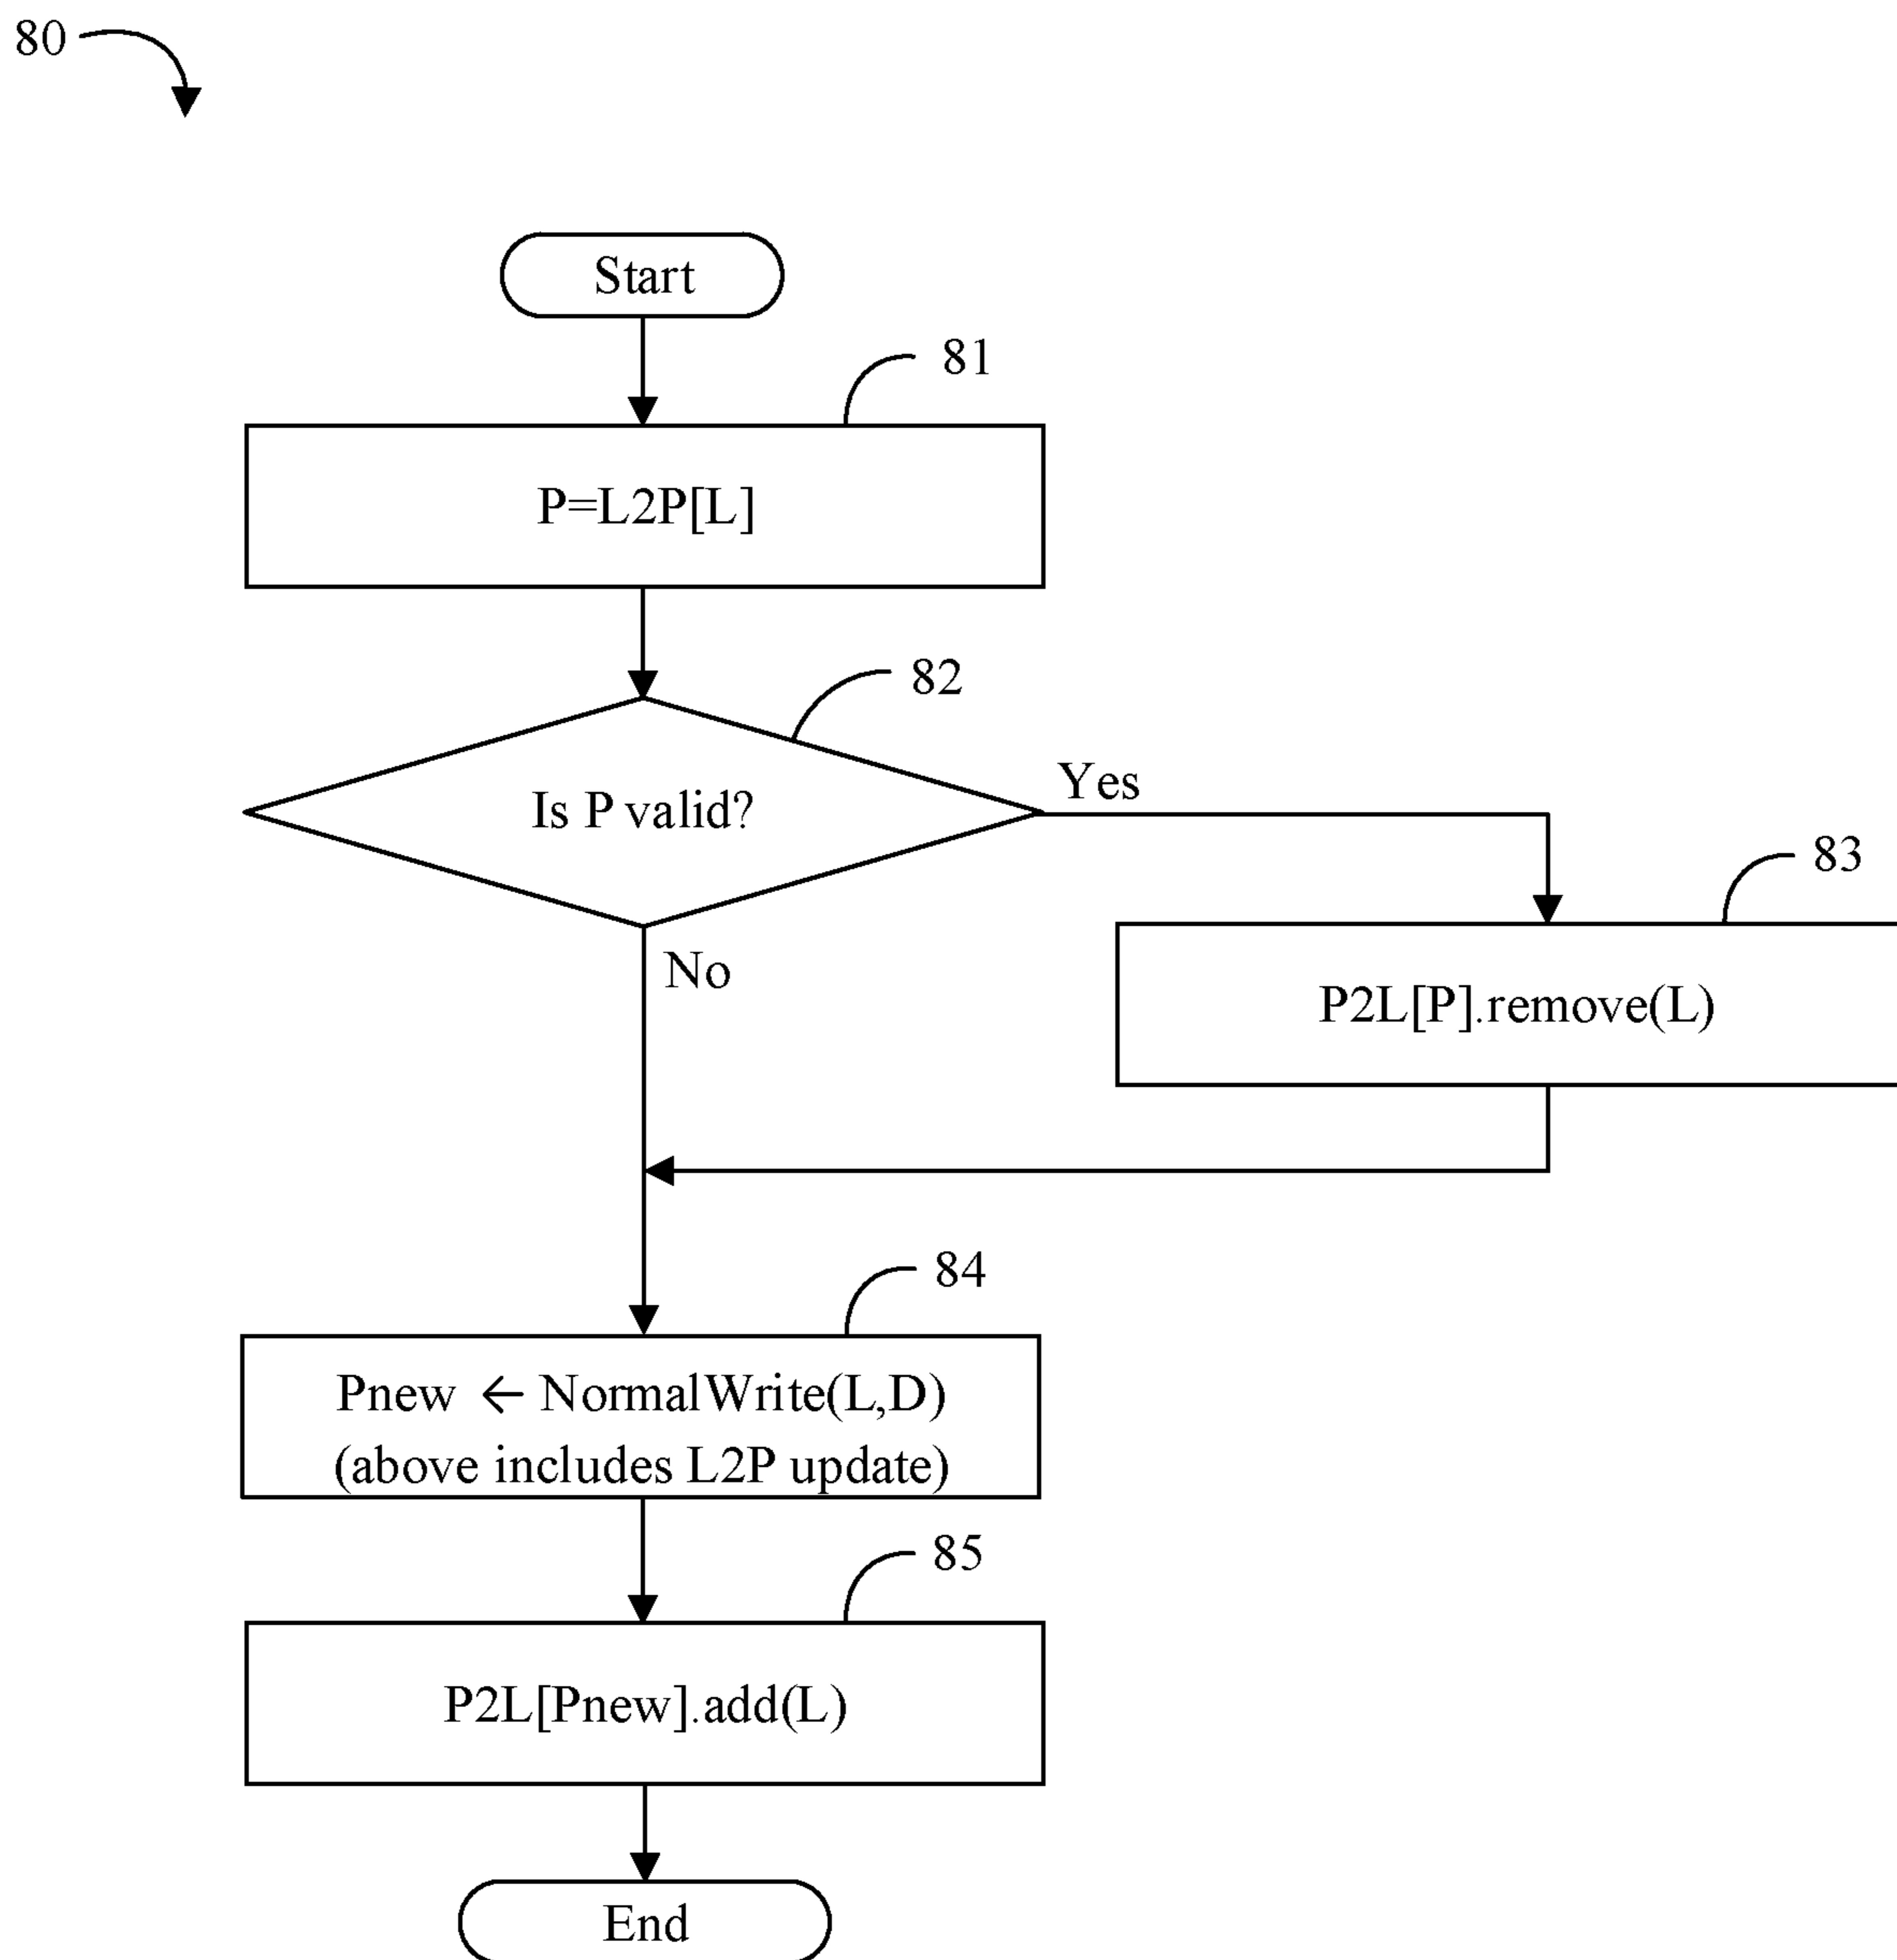 80
Start
81
P=L2P[L]
82
Is P valid?
Yes
83
No
P2L[P].remove(L)
84
Pnew ← NormalWrite(L,D)
(above includes L2P update)
85
P2L[Pnew].add(L)
End